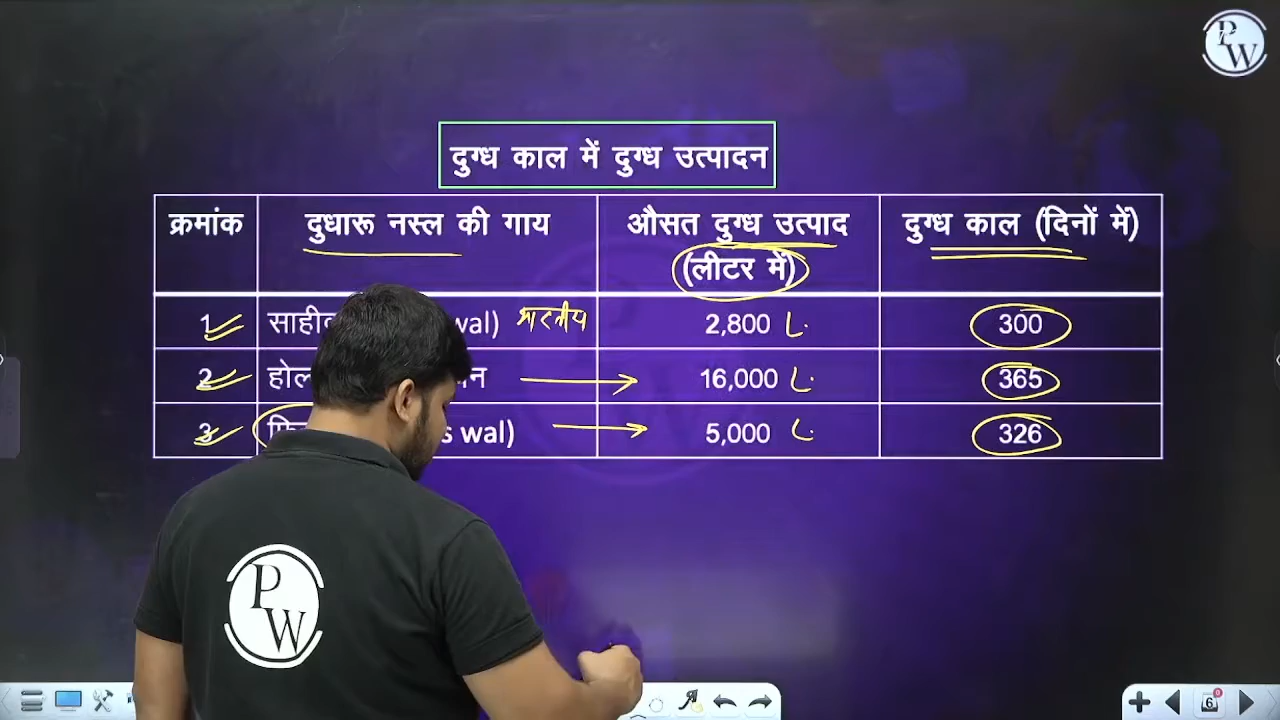 PW
दुग्ध काल में दुग्ध उत्पादन
क्रमांक दुधारू नस्ल की गाय औसत दुग्ध उत्पाद (लीटर में) दुग्ध काल (दिनों में)
1 wal) भारतीय 2,800 L. 300
2 16,000 L. 365
3 s wal) 5,000 L. 326
PW
6